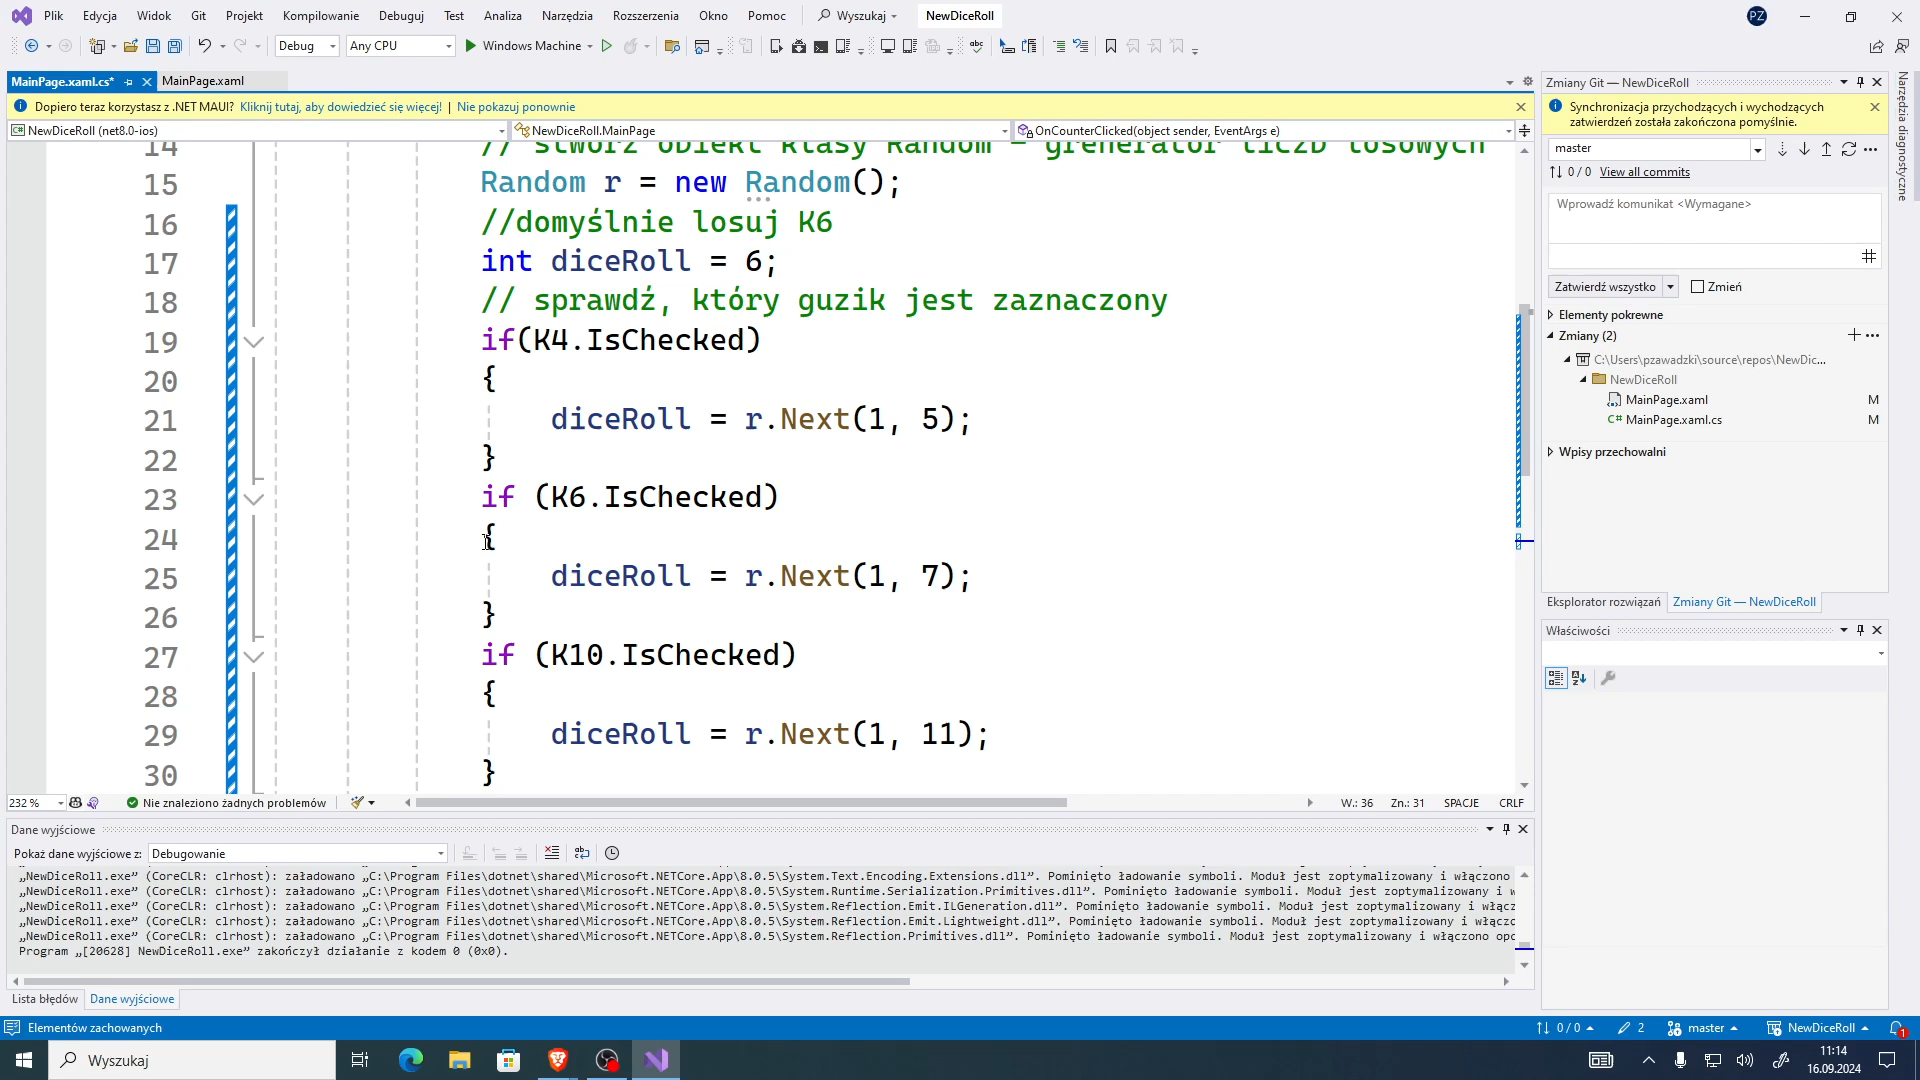 Plik Edycja Widok Git Projekt Kompilowanie Debuguj Test Analiza Narzędzia Rozszerzenia Okno Pomoc Wyszukaj NewDiceRoll PZ
Debug Any CPU Windows Machine
MainPage.xaml.cs* MainPage.xaml
Dopiero teraz korzystasz z .NET MAUI? Kliknij tutaj, aby dowiedzieć się więcej! | Nie pokazuj ponownie
NewDiceRoll (net8.0-ios) NewDiceRoll.MainPage OnCounterClicked(object sender, EventArgs e)
14 // stwórz obiekt klasy Random - grenerator liczb losowych
15 Random r = new Random();
16 //domyślnie losuj K6
17 int diceRoll = 6;
18 // sprawdź, który guzik jest zaznaczony
19 if(K4.IsChecked)
20 {
21 diceRoll = r.Next(1, 5);
22 }
23 if (K6.IsChecked)
24 {
25 diceRoll = r.Next(1, 7);
26 }
27 if (K10.IsChecked)
28 {
29 diceRoll = r.Next(1, 11);
30 }
232 % Nie znaleziono żadnych problemów W.: 36 Zn.: 31 SPACJE CRLF
Dane wyjściowe
Pokaż dane wyjściowe z: Debugowanie
„NewDiceRoll.exe” (CoreCLR: clrhost): załadowano „C:\Program Files\dotnet\shared\Microsoft.NETCore.App\8.0.5\System.Text.Encoding.Extensions.dll”. Pominięto ładowanie symboli. Moduł jest zoptymalizowany i włączono
„NewDiceRoll.exe” (CoreCLR: clrhost): załadowano „C:\Program Files\dotnet\shared\Microsoft.NETCore.App\8.0.5\System.Runtime.Serialization.Primitives.dll”. Pominięto ładowanie symboli. Moduł jest zoptymalizowany i w
„NewDiceRoll.exe” (CoreCLR: clrhost): załadowano „C:\Program Files\dotnet\shared\Microsoft.NETCore.App\8.0.5\System.Reflection.Emit.ILGeneration.dll”. Pominięto ładowanie symboli. Moduł jest zoptymalizowany i włącz
„NewDiceRoll.exe” (CoreCLR: clrhost): załadowano „C:\Program Files\dotnet\shared\Microsoft.NETCore.App\8.0.5\System.Reflection.Emit.Lightweight.dll”. Pominięto ładowanie symboli. Moduł jest zoptymalizowany i włączo
„NewDiceRoll.exe” (CoreCLR: clrhost): załadowano „C:\Program Files\dotnet\shared\Microsoft.NETCore.App\8.0.5\System.Reflection.Primitives.dll”. Pominięto ładowanie symboli. Moduł jest zoptymalizowany i włączono opc
Program „[20628] NewDiceRoll.exe” zakończył działanie z kodem 0 (0x0).
Lista błędów Dane wyjściowe
Zmiany Git — NewDiceRoll
Synchronizacja przychodzących i wychodzących
zatwierdzeń została zakończona pomyślnie.
master
0 / 0 View all commits
Wprowadź komunikat <Wymagane>
Zatwierdź wszystko Zmień
Elementy pokrewne
Zmiany (2)
C:\Users\pzawadzki\source\repos\NewDic...
NewDiceRoll
MainPage.xaml M
MainPage.xaml.cs M
Wpisy przechowalni
Eksplorator rozwiązań Zmiany Git — NewDiceRoll
Właściwości
Narzędzia diagnostyczne
Elementów zachowanych 0 / 0 2 master NewDiceRoll 1
Wyszukaj
11:14
16.09.2024